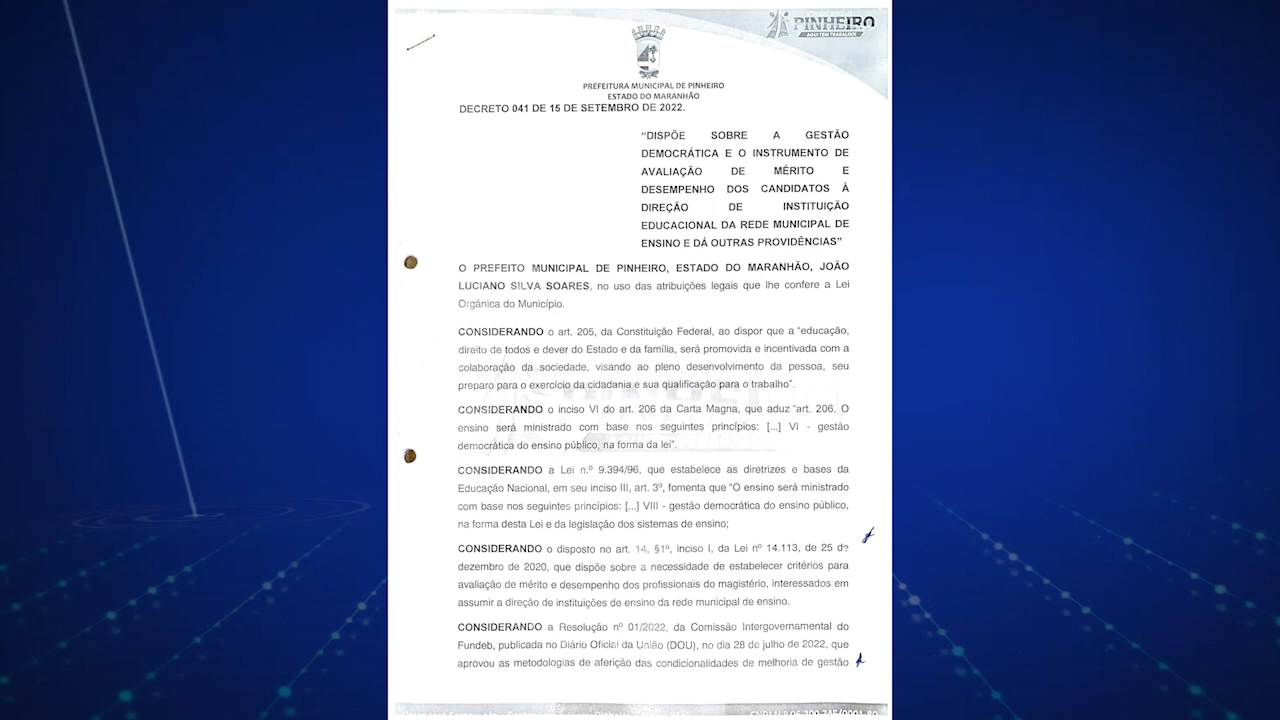 PINHEIRO
AQUI TEM TRABALHO!
PREFEITURA MUNICIPAL DE PINHEIRO
ESTADO DO MARANHÃO
DECRETO 041 DE 15 DE SETEMBRO DE 2022.
“DISPÕE SOBRE A GESTÃO
DEMOCRÁTICA E O INSTRUMENTO DE
AVALIAÇÃO DE MÉRITO E
DESEMPENHO DOS CANDIDATOS À
DIREÇÃO DE INSTITUIÇÃO
EDUCACIONAL DA REDE MUNICIPAL DE
ENSINO E DÁ OUTRAS PROVIDÊNCIAS”
O PREFEITO MUNICIPAL DE PINHEIRO, ESTADO DO MARANHÃO, JOÃO
LUCIANO SILVA SOARES, no uso das atribuições legais que lhe confere a Lei
Orgânica do Município.
CONSIDERANDO o art. 205, da Constituição Federal, ao dispor que a “educação,
direito de todos e dever do Estado e da família, será promovida e incentivada com a
colaboração da sociedade, visando ao pleno desenvolvimento da pessoa, seu
preparo para o exercício da cidadania e sua qualificação para o trabalho”.
CONSIDERANDO o inciso VI do art. 206 da Carta Magna, que aduz “art. 206. O
ensino será ministrado com base nos seguintes princípios: [...] VI - gestão
democrática do ensino público, na forma da lei”.
CONSIDERANDO a Lei n.º 9.394/96, que estabelece as diretrizes e bases da
Educação Nacional, em seu inciso III, art. 3º, fomenta que “O ensino será ministrado
com base nos seguintes princípios: [...] VIII - gestão democrática do ensino público,
na forma desta Lei e da legislação dos sistemas de ensino;
CONSIDERANDO o disposto no art. 14, §1º, inciso I, da Lei nº 14.113, de 25 de
dezembro de 2020, que dispõe sobre a necessidade de estabelecer critérios para
avaliação de mérito e desempenho dos profissionais do magistério, interessados em
assumir a direção de instituições de ensino da rede municipal de ensino.
CONSIDERANDO a Resolução nº 01/2022, da Comissão Intergovernamental do
Fundeb, publicada no Diário Oficial da União (DOU), no dia 28 de julho de 2022, que
aprovou as metodologias de aferição das condicionalidades de melhoria de gestão